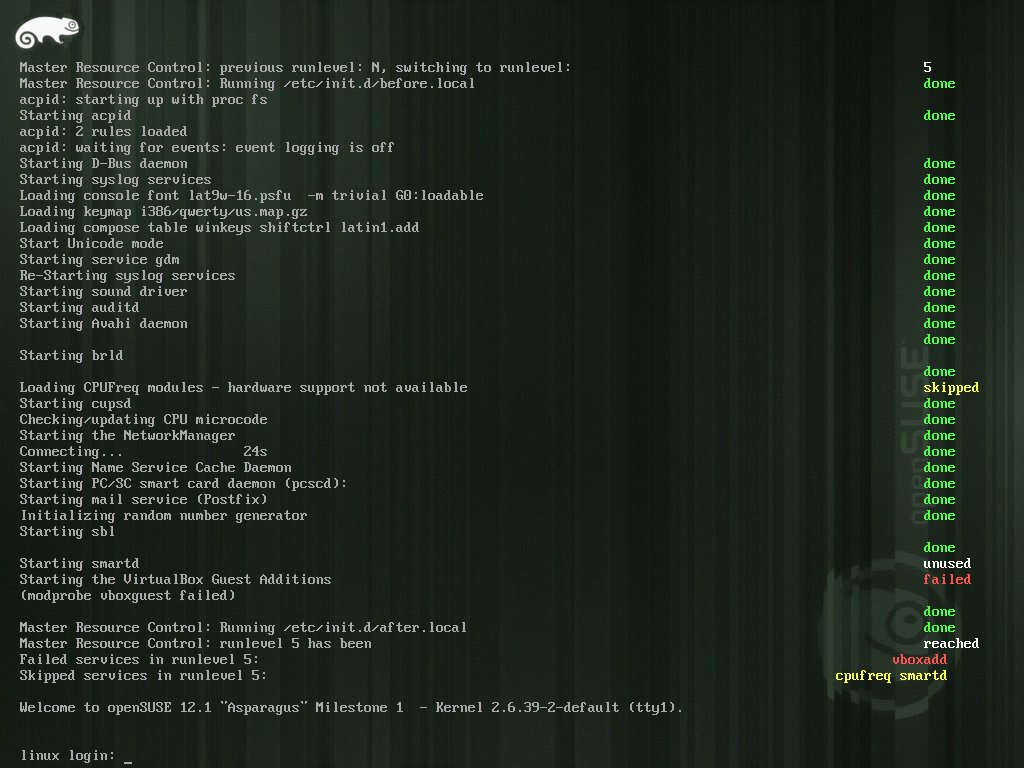 Master Resource Control: previous runlevel: N, switching to runlevel: 5
Master Resource Control: Running /etc/init.d/before.local done
acpid: starting up with proc fs
Starting acpid done
acpid: 2 rules loaded
acpid: waiting for events: event logging is off
Starting D-Bus daemon done
Starting syslog services done
Loading console font lat9w-16.psfu  -m trivial G0:loadable done
Loading keymap i386/qwerty/us.map.gz done
Loading compose table winkeys shiftctrl latin1.add done
Start Unicode mode done
Starting service gdm done
Re-Starting syslog services done
Starting sound driver done
Starting auditd done
Starting Avahi daemon done
done
Starting brld
done
Loading CPUFreq modules - hardware support not available skipped
Starting cupsd done
Checking/updating CPU microcode done
Starting the NetworkManager done
Connecting... 24s done
Starting Name Service Cache Daemon done
Starting PC/SC smart card daemon (pcscd): done
Starting mail service (Postfix) done
Initializing random number generator done
Starting sbl
done
Starting smartd unused
Starting the VirtualBox Guest Additions failed
(modprobe vboxguest failed)
done
Master Resource Control: Running /etc/init.d/after.local done
Master Resource Control: runlevel 5 has been reached
Failed services in runlevel 5: vboxadd
Skipped services in runlevel 5: cpufreq smartd
Welcome to openSUSE 12.1 "Asparagus" Milestone 1  - Kernel 2.6.39-2-default (tty1).
linux login: _
openSUSE